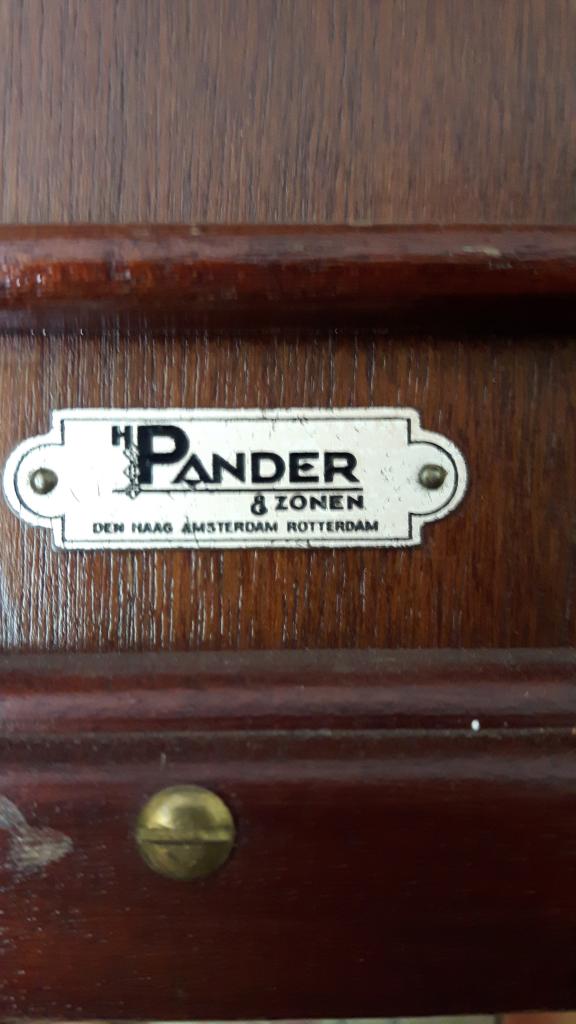 H PANDER
& ZONEN
DEN HAAG AMSTERDAM ROTTERDAM